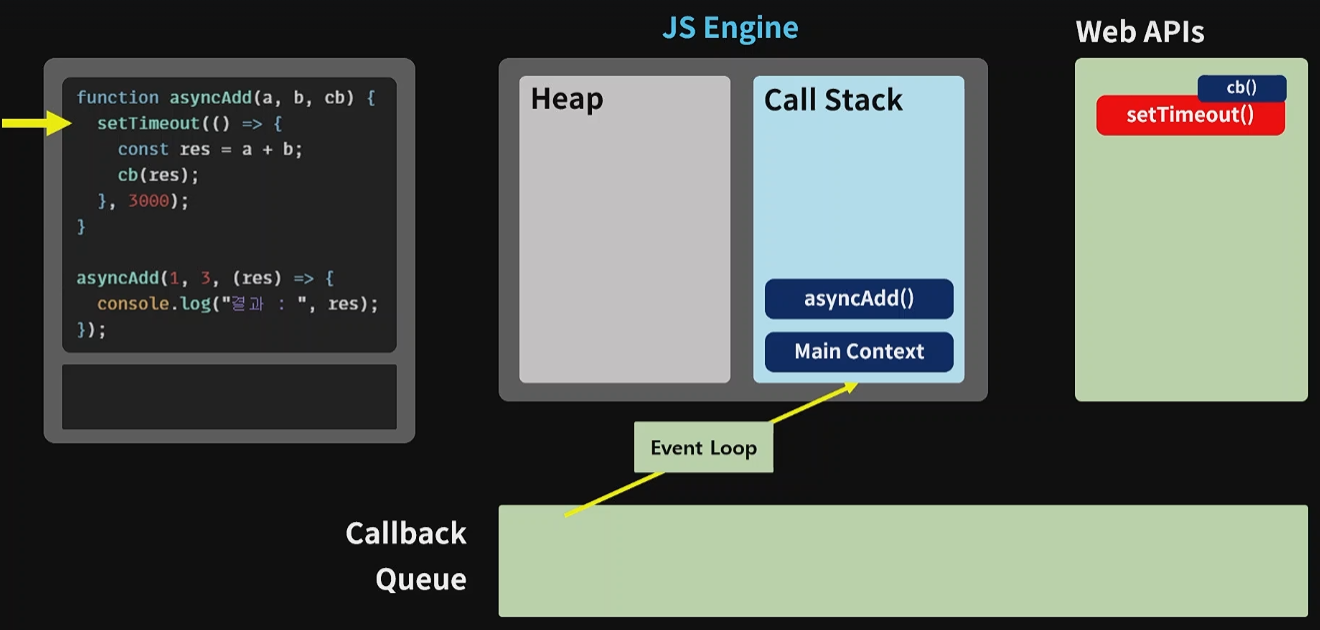 JS Engine
Web APIs
function asyncAdd(a, b, cb) {
setTimeout(() => {
const res = a + b;
cb(res);
}, 3000);
}
asyncAdd(1, 3, (res) => {
console.log("결과 : ", res);
});
Heap
Call Stack
asyncAdd()
Main Context
cb()
setTimeout()
Event Loop
Callback
Queue